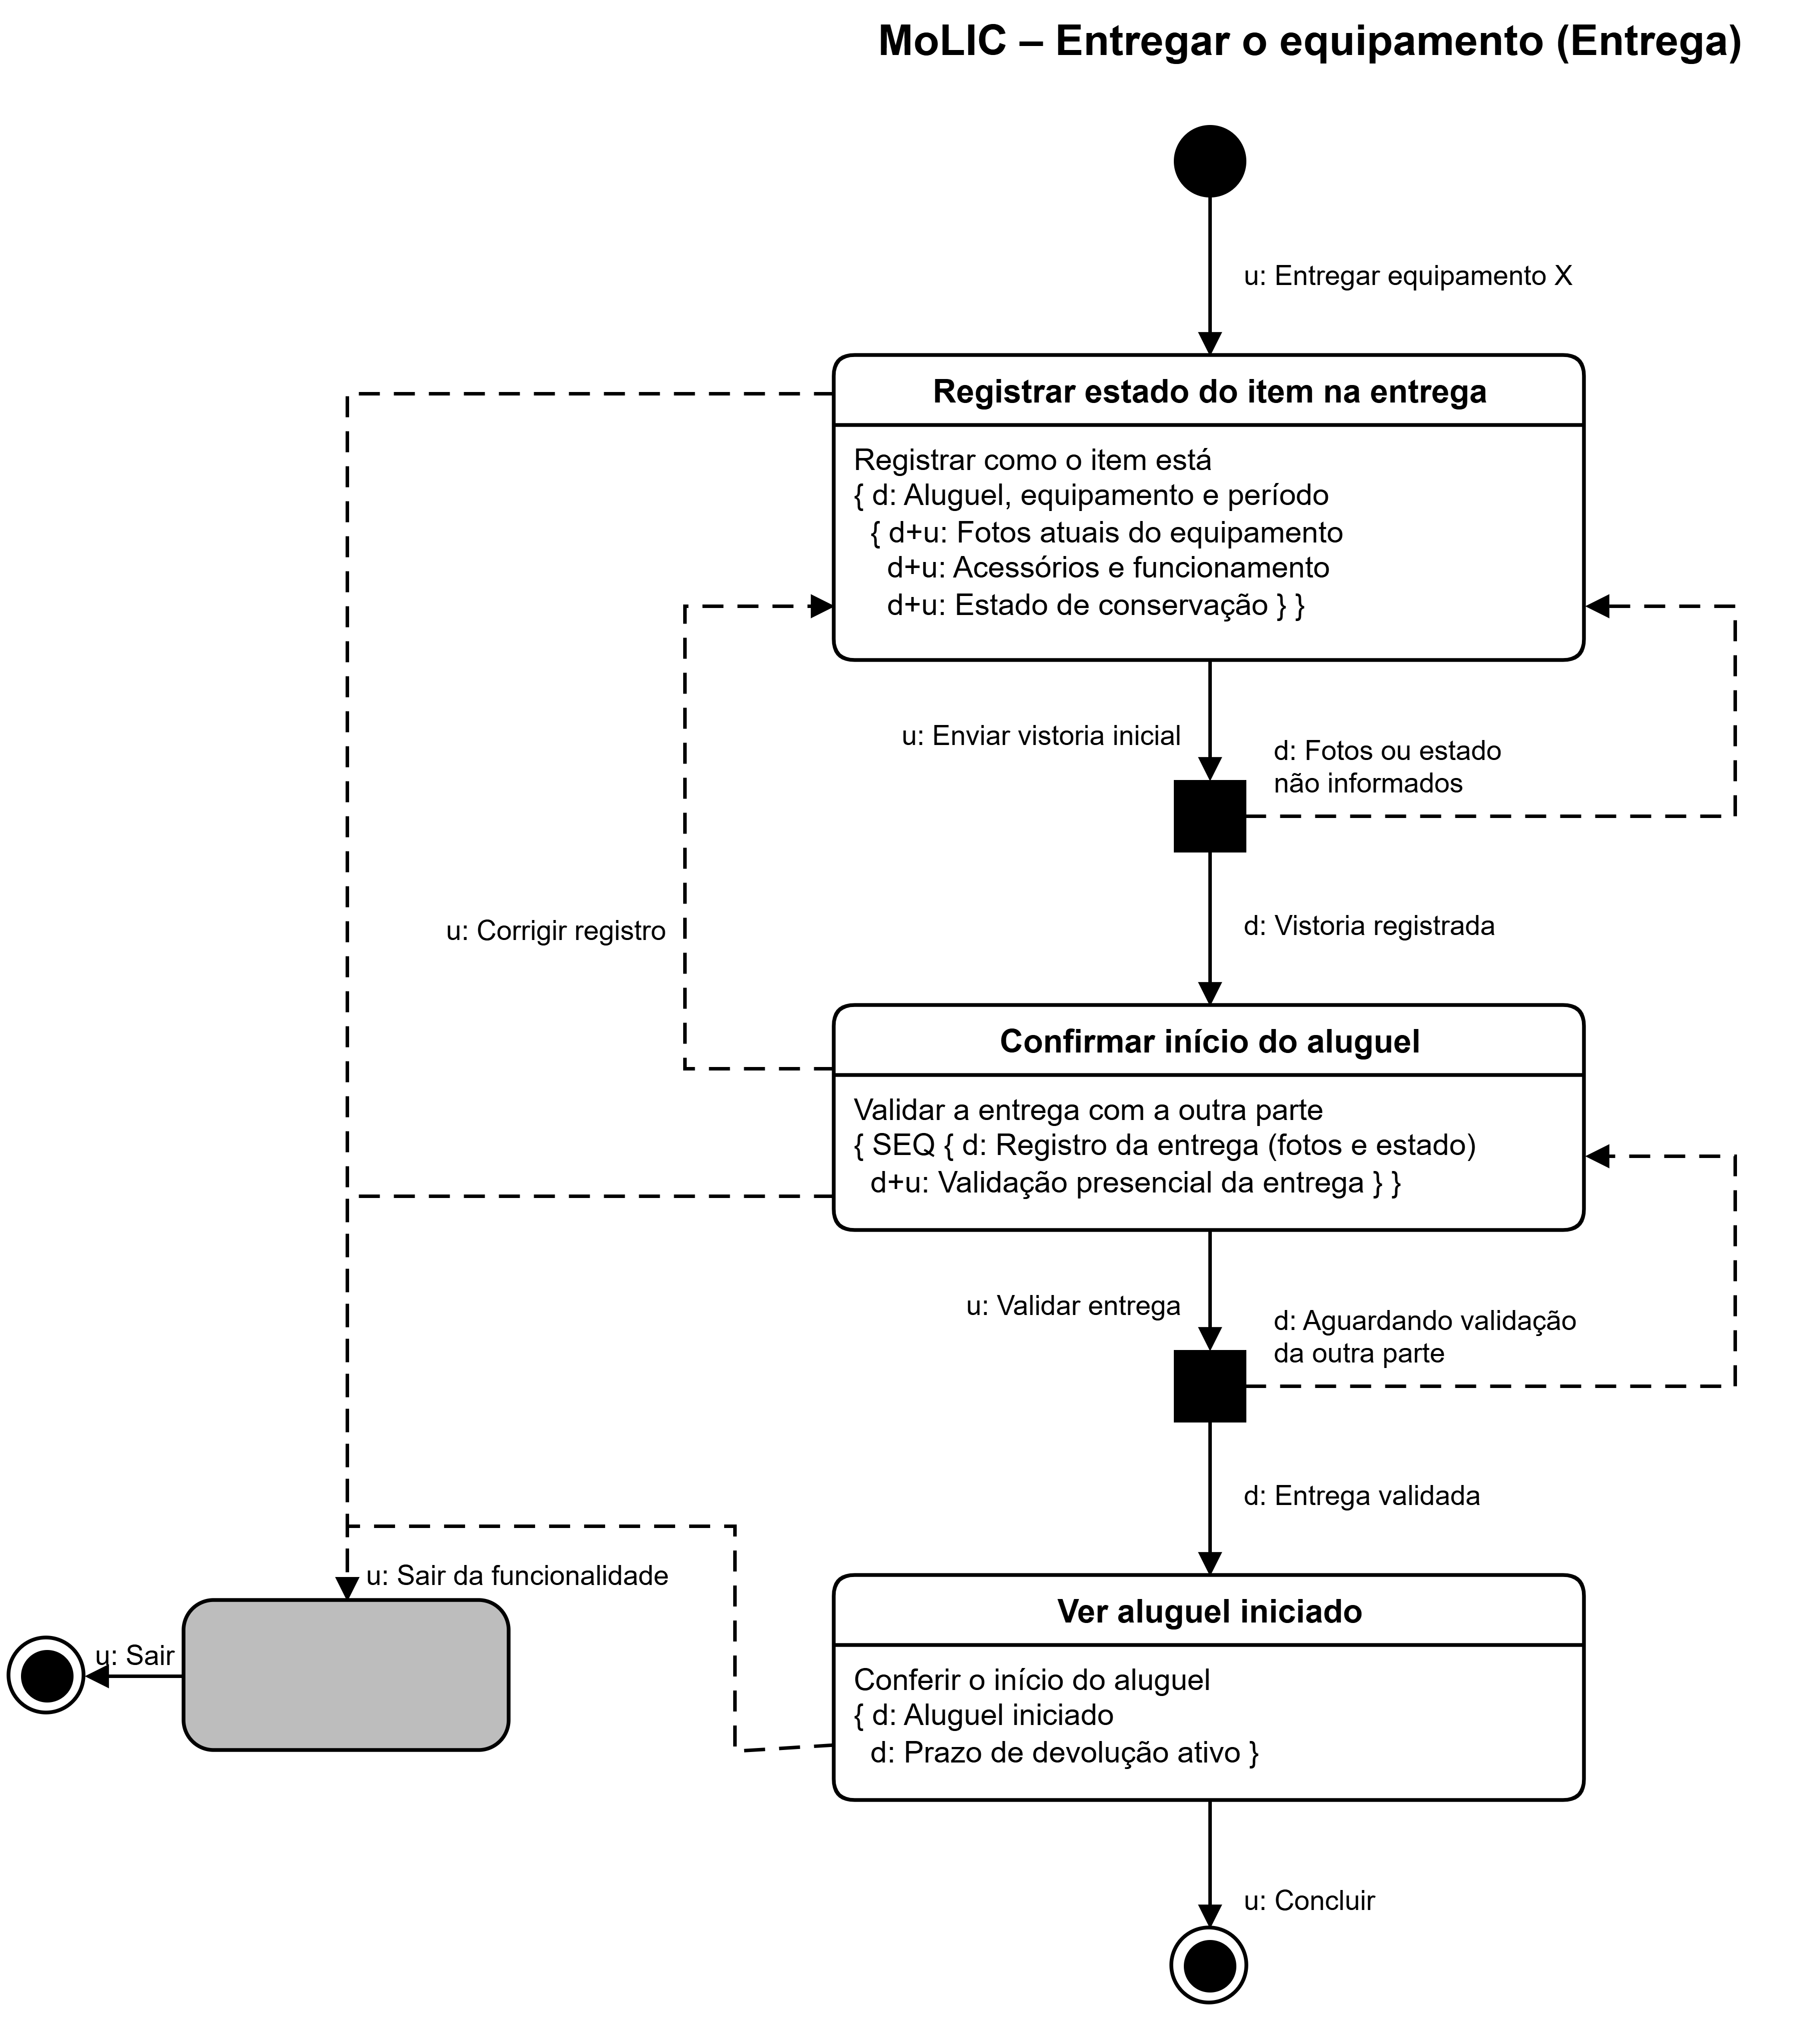 MoLIC – Entregar o equipamento (Entrega)
u: Entregar equipamento X
Registrar estado do item na entrega
Registrar como o item está
{ d: Aluguel, equipamento e período
{ d+u: Fotos atuais do equipamento
d+u: Acessórios e funcionamento
d+u: Estado de conservação } }
u: Enviar vistoria inicial
d: Fotos ou estado
não informados
u: Corrigir registro
d: Vistoria registrada
Confirmar início do aluguel
Validar a entrega com a outra parte
{ SEQ { d: Registro da entrega (fotos e estado)
d+u: Validação presencial da entrega } }
u: Validar entrega
d: Aguardando validação
da outra parte
d: Entrega validada
u: Sair da funcionalidade
u: Sair
Ver aluguel iniciado
Conferir o início do aluguel
{ d: Aluguel iniciado
d: Prazo de devolução ativo }
u: Concluir